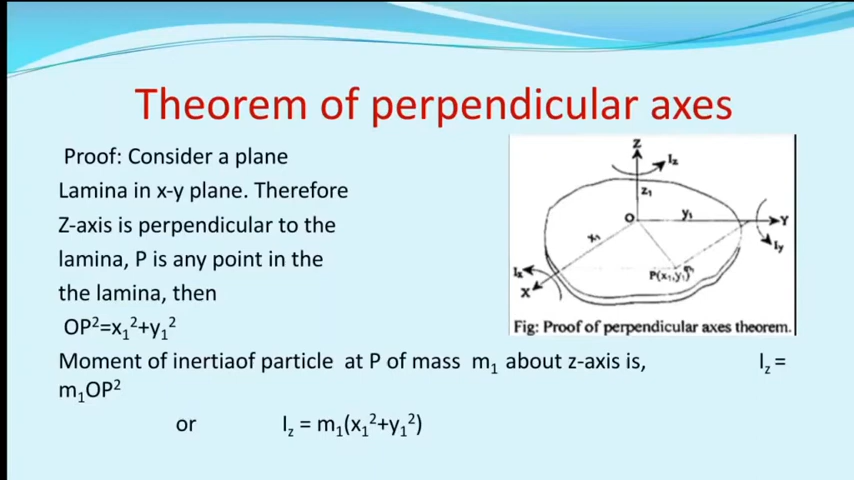 Theorem of perpendicular axes
Proof: Consider a plane
Lamina in x-y plane. Therefore
Z-axis is perpendicular to the
lamina, P is any point in the
the lamina, then
OP²=x₁²+y₁²
Z
I_z
z₁
O
y₁
Y
I_y
x₁
P(x₁,y₁)
I_x
X
Fig: Proof of perpendicular axes theorem.
Moment of inertiaof particle at P of mass m₁ about z-axis is, I_z =
m₁OP²
or I_z = m₁(x₁²+y₁²)